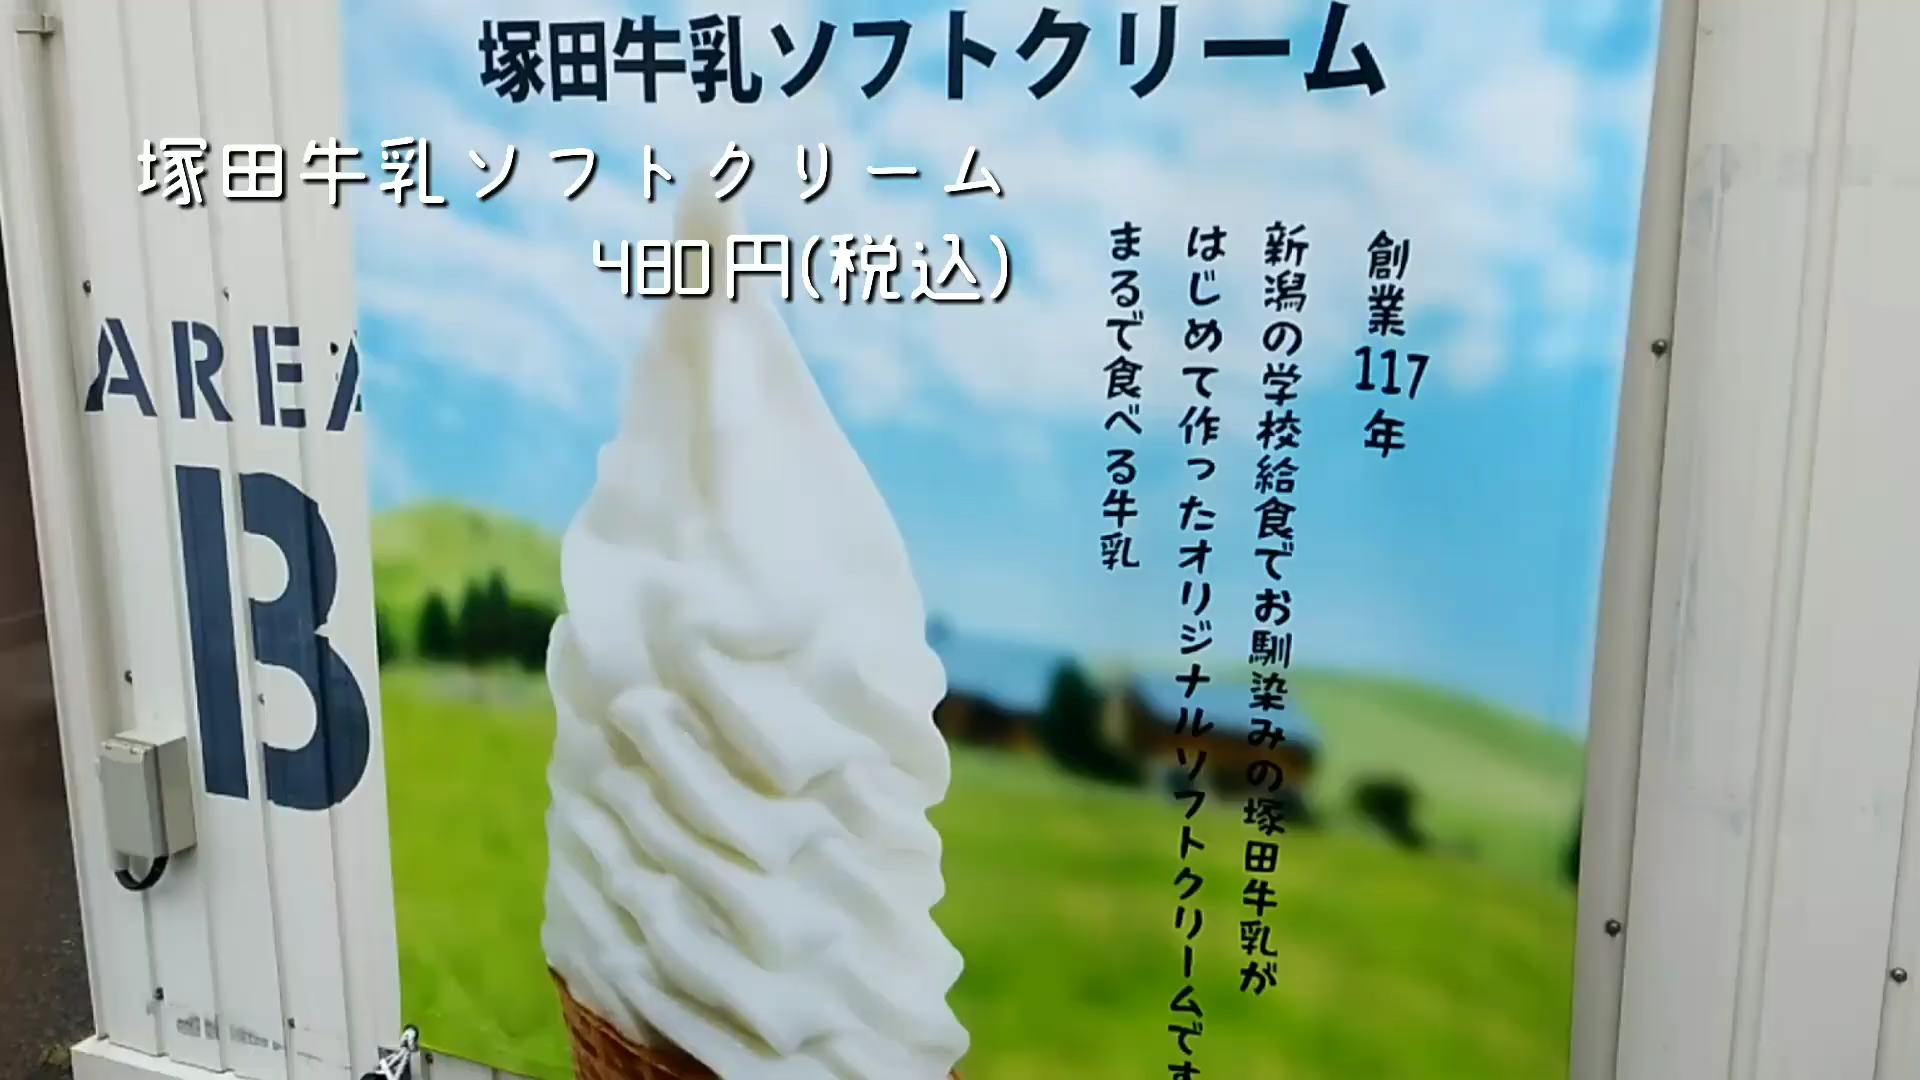 塚田牛乳ソフトクリーム
塚田牛乳ソフトクリーム
480円(税込)
創業117年
新潟の学校給食でお馴染みの塚田牛乳が
はじめて作ったオリジナルソフトクリームです
まるで食べる牛乳
AREA
B